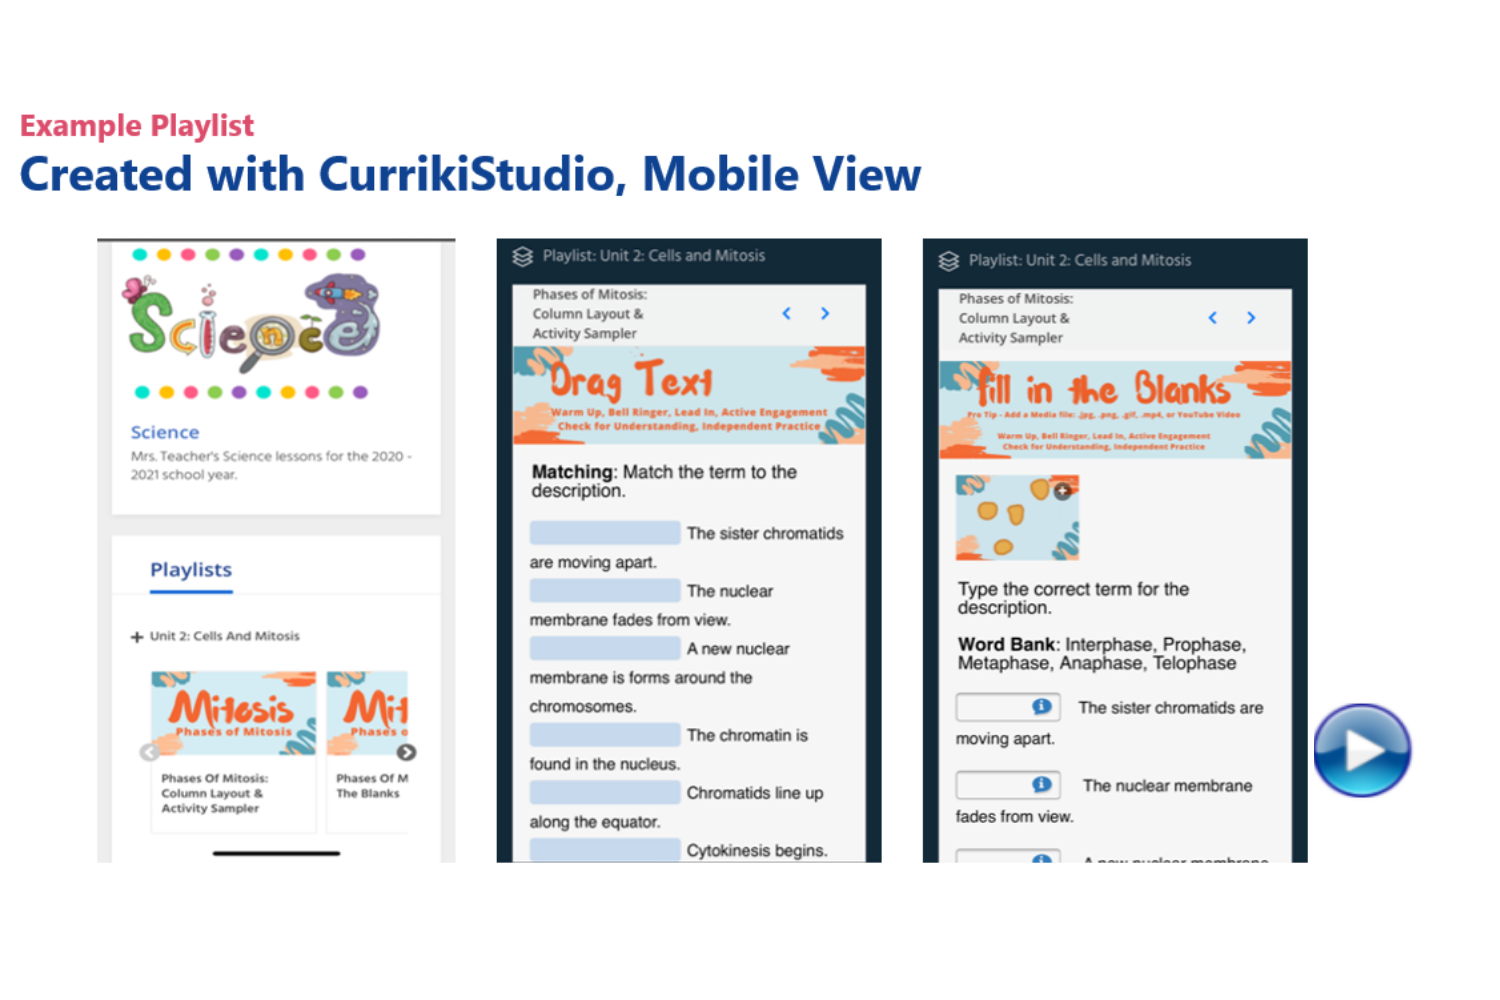 Example Playlist
Created with CurrikiStudio, Mobile View
Science
Science
Mrs. Teacher's Science lessons for the 2020 -
2021 school year.
Playlists
+ Unit 2: Cells And Mitosis
Mitosis
Phases of Mitosis
Phases Of Mitosis:
Column Layout &
Activity Sampler
Mit
Phases o
Phases Of M
The Blanks
Playlist: Unit 2: Cells and Mitosis
Phases of Mitosis:
Column Layout &
Activity Sampler
Drag Text
Warm Up, Bell Ringer, Lead In, Active Engagement
Check for Understanding, Independent Practice
Matching: Match the term to the
description.
The sister chromatids
are moving apart.
The nuclear
membrane fades from view.
A new nuclear
membrane is forms around the
chromosomes.
The chromatin is
found in the nucleus.
Chromatids line up
along the equator.
Cytokinesis begins.
Playlist: Unit 2: Cells and Mitosis
Phases of Mitosis:
Column Layout &
Activity Sampler
fill in the Blanks
Pro Tip - Add a Media file: .jpg, .png, .gif, .mp4, or YouTube Video
Warm Up, Bell Ringer, Lead In, Active Engagement
Check for Understanding, Independent Practice
Type the correct term for the
description.
Word Bank: Interphase, Prophase,
Metaphase, Anaphase, Telophase
The sister chromatids are
moving apart.
The nuclear membrane
fades from view.
A new nuclear membrane